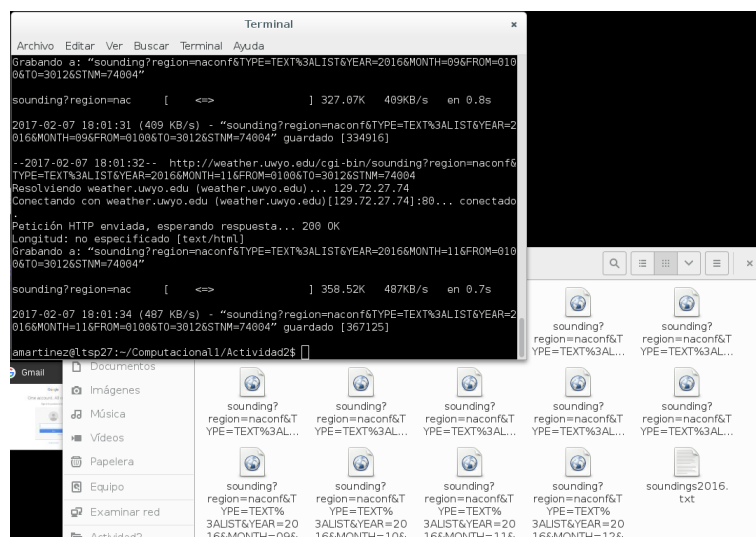 Terminal
Archivo Editar Ver Buscar Terminal Ayuda
Grabando a: “sounding?region=naconf&TYPE=TEXT%3ALIST&YEAR=2016&MONTH=09&FROM=010
0&TO=3012&STNM=74004”
sounding?region=nac [ <=> ] 327.07K 409KB/s en 0.8s
2017-02-07 18:01:31 (409 KB/s) - “sounding?region=naconf&TYPE=TEXT%3ALIST&YEAR=2
016&MONTH=09&FROM=0100&TO=3012&STNM=74004” guardado [334916]
--2017-02-07 18:01:32-- http://weather.uwyo.edu/cgi-bin/sounding?region=naconf&
TYPE=TEXT%3ALIST&YEAR=2016&MONTH=11&FROM=0100&TO=3012&STNM=74004
Resolviendo weather.uwyo.edu (weather.uwyo.edu)... 129.72.27.74
Conectando con weather.uwyo.edu (weather.uwyo.edu)[129.72.27.74]:80... conectado
.
Petición HTTP enviada, esperando respuesta... 200 OK
Longitud: no especificado [text/html]
Grabando a: “sounding?region=naconf&TYPE=TEXT%3ALIST&YEAR=2016&MONTH=11&FROM=010
0&TO=3012&STNM=74004”
sounding?region=nac [ <=> ] 358.52K 487KB/s en 0.7s
2017-02-07 18:01:34 (487 KB/s) - “sounding?region=naconf&TYPE=TEXT%3ALIST&YEAR=2
016&MONTH=11&FROM=0100&TO=3012&STNM=74004” guardado [367125]
amartinez@ltsp27:~/Computacional1/Actividad2$
Gmail
Documentos
Imágenes
Música
Vídeos
Papelera
Equipo
Examinar red
Actividad2
sounding? sounding?
region=naconf&T region=naconf&T
YPE=TEXT%3AL... YPE=TEXT%3AL...
sounding? sounding? sounding? sounding? sounding?
region=naconf&T region=naconf&T region=naconf&T region=naconf&T region=naconf&T
YPE=TEXT%3AL... YPE=TEXT%3AL... YPE=TEXT%3AL... YPE=TEXT%3AL... YPE=TEXT%3AL...
sounding? sounding? sounding? sounding? soundings2016.
region=naconf&T region=naconf&T region=naconf&T region=naconf&T txt
YPE=TEXT% YPE=TEXT% YPE=TEXT% YPE=TEXT%
3ALIST&YEAR=20 3ALIST&YEAR=20 3ALIST&YEAR=20 3ALIST&YEAR=20
16&MONTH=09& 16&MONTH=10& 16&MONTH=11& 16&MONTH=12&